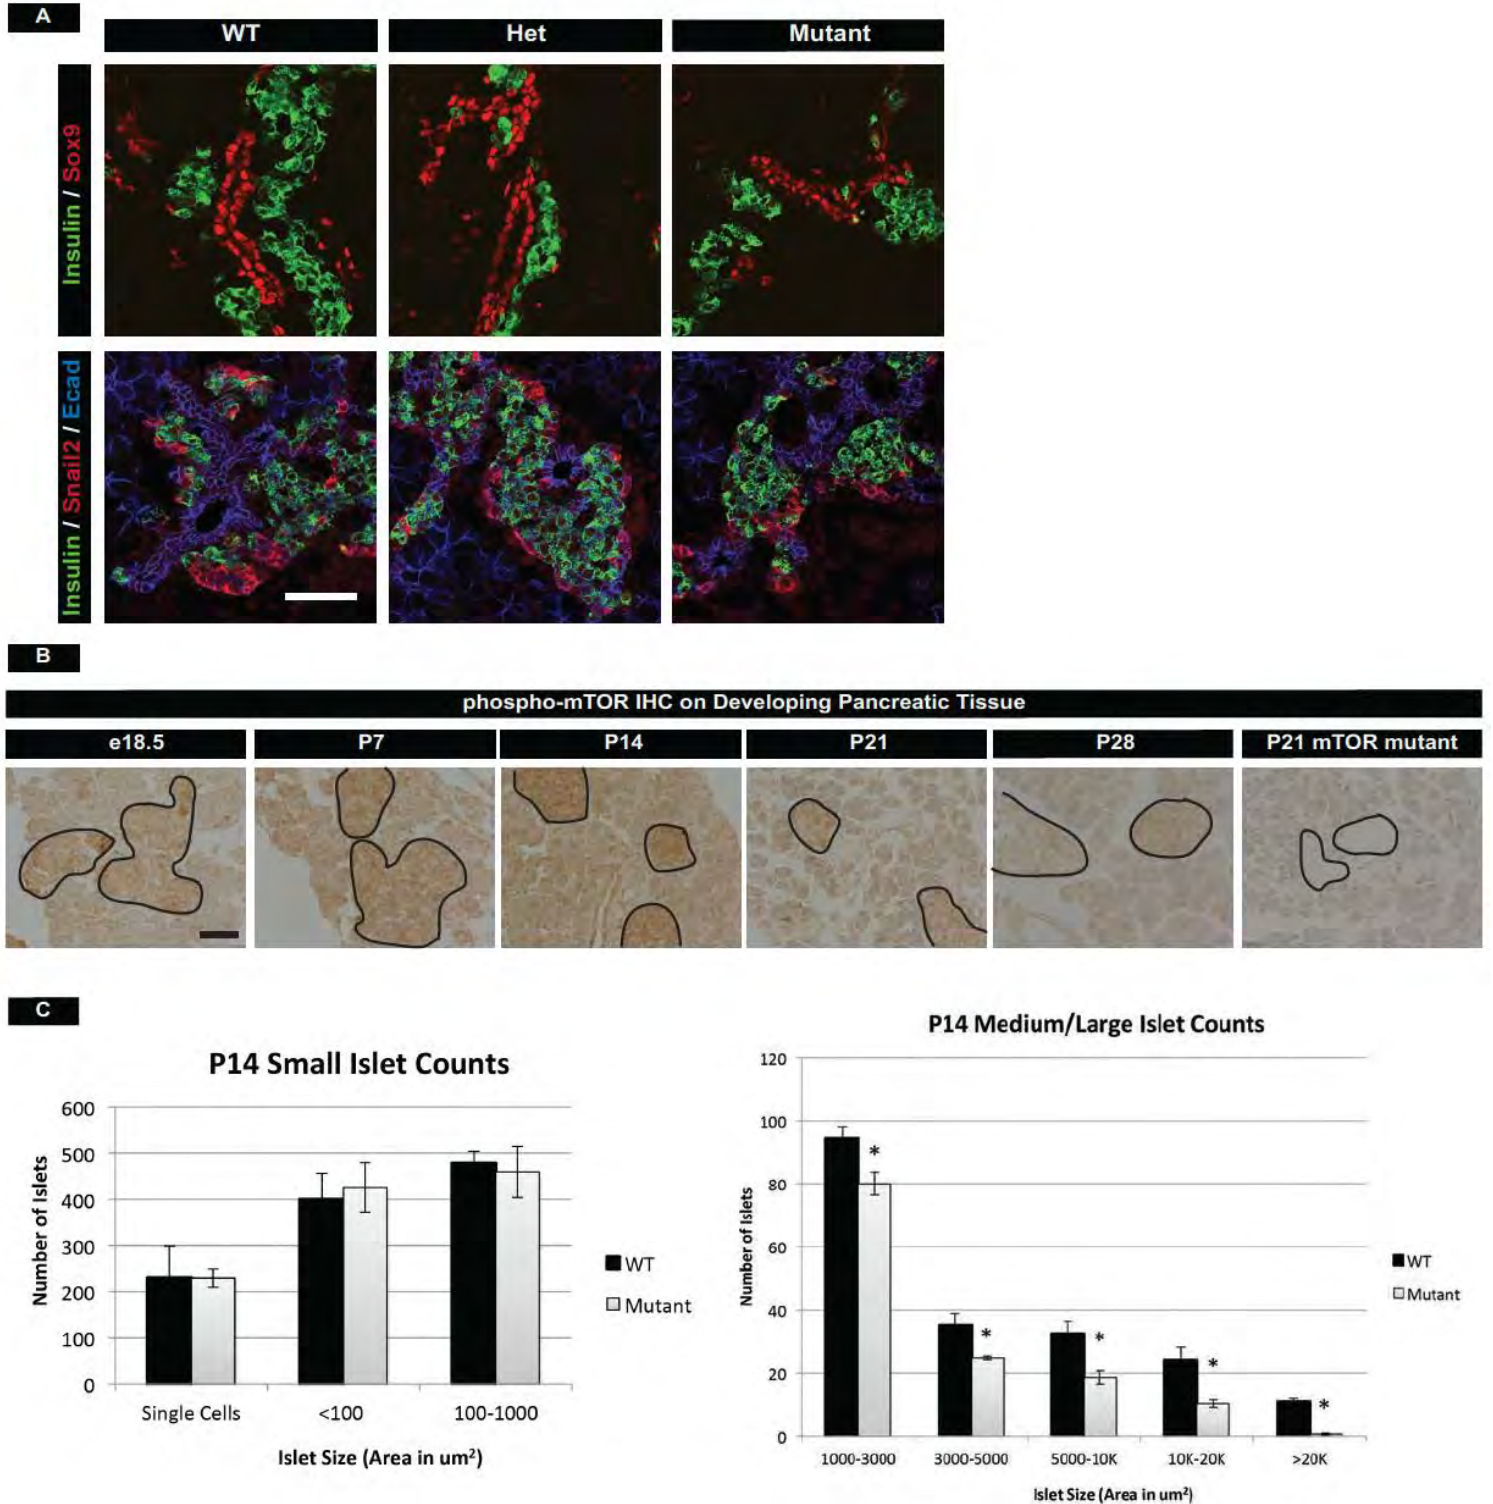 A
WT
Het
Mutant
Insulin / Sox9
Insulin / Snail2 / Ecad
B
phospho-mTOR IHC on Developing Pancreatic Tissue
e18.5
P7
P14
P21
P28
P21 mTOR mutant
C
P14 Small Islet Counts
600
500
400
300
200
100
0
Number of Islets
Single Cells
<100
100-1000
Islet Size (Area in um²)
WT
Mutant
P14 Medium/Large Islet Counts
120
100
80
60
40
20
0
Number of Islets
*
*
*
*
*
1000-3000
3000-5000
5000-10K
10K-20K
>20K
Islet Size (Area in um²)
WT
Mutant